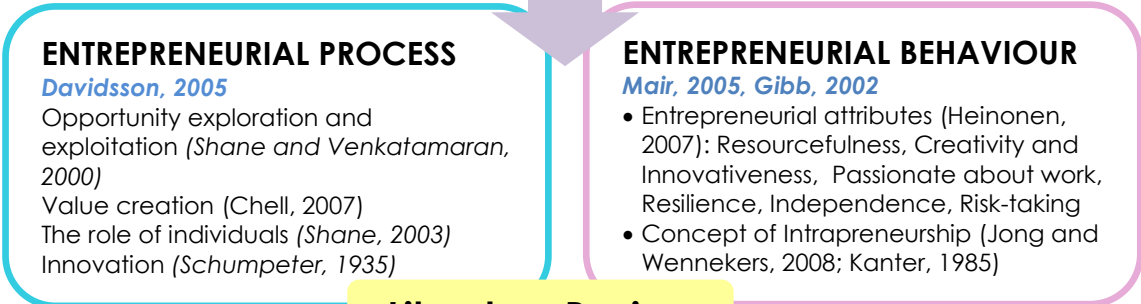 ENTREPRENEURIAL PROCESS
Davidsson, 2005
Opportunity exploration and
exploitation (Shane and Venkatamaran,
2000)
Value creation (Chell, 2007)
The role of individuals (Shane, 2003)
Innovation (Schumpeter, 1935)
ENTREPRENEURIAL BEHAVIOUR
Mair, 2005, Gibb, 2002
• Entrepreneurial attributes (Heinonen,
2007): Resourcefulness, Creativity and
Innovativeness, Passionate about work,
Resilience, Independence, Risk-taking
• Concept of Intrapreneurship (Jong and
Wennekers, 2008; Kanter, 1985)